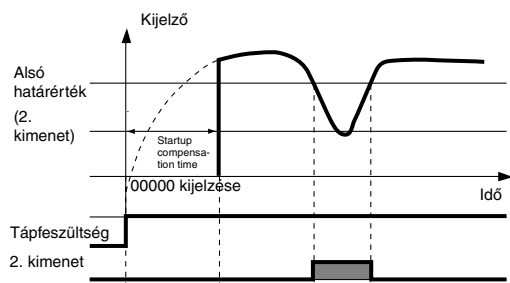 Kijelző
Alsó
határérték
(2.
kimenet)
Startup
compensa-
tion time
00000 kijelzése
Idő
Tápfeszültség
2. kimenet